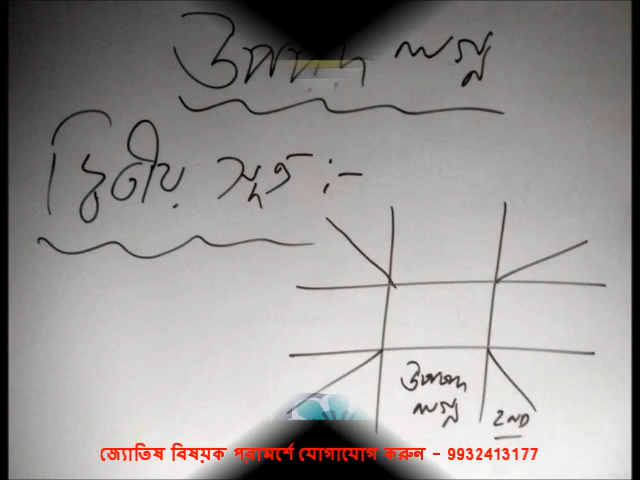 উপপদ লগ্ন
দ্বিতীয় সূত্র :-
উপপদ
লগ্ন
2ND
জ্যোতিষ বিষয়ক পরামর্শে যোগাযোগ করুন - 9932413177